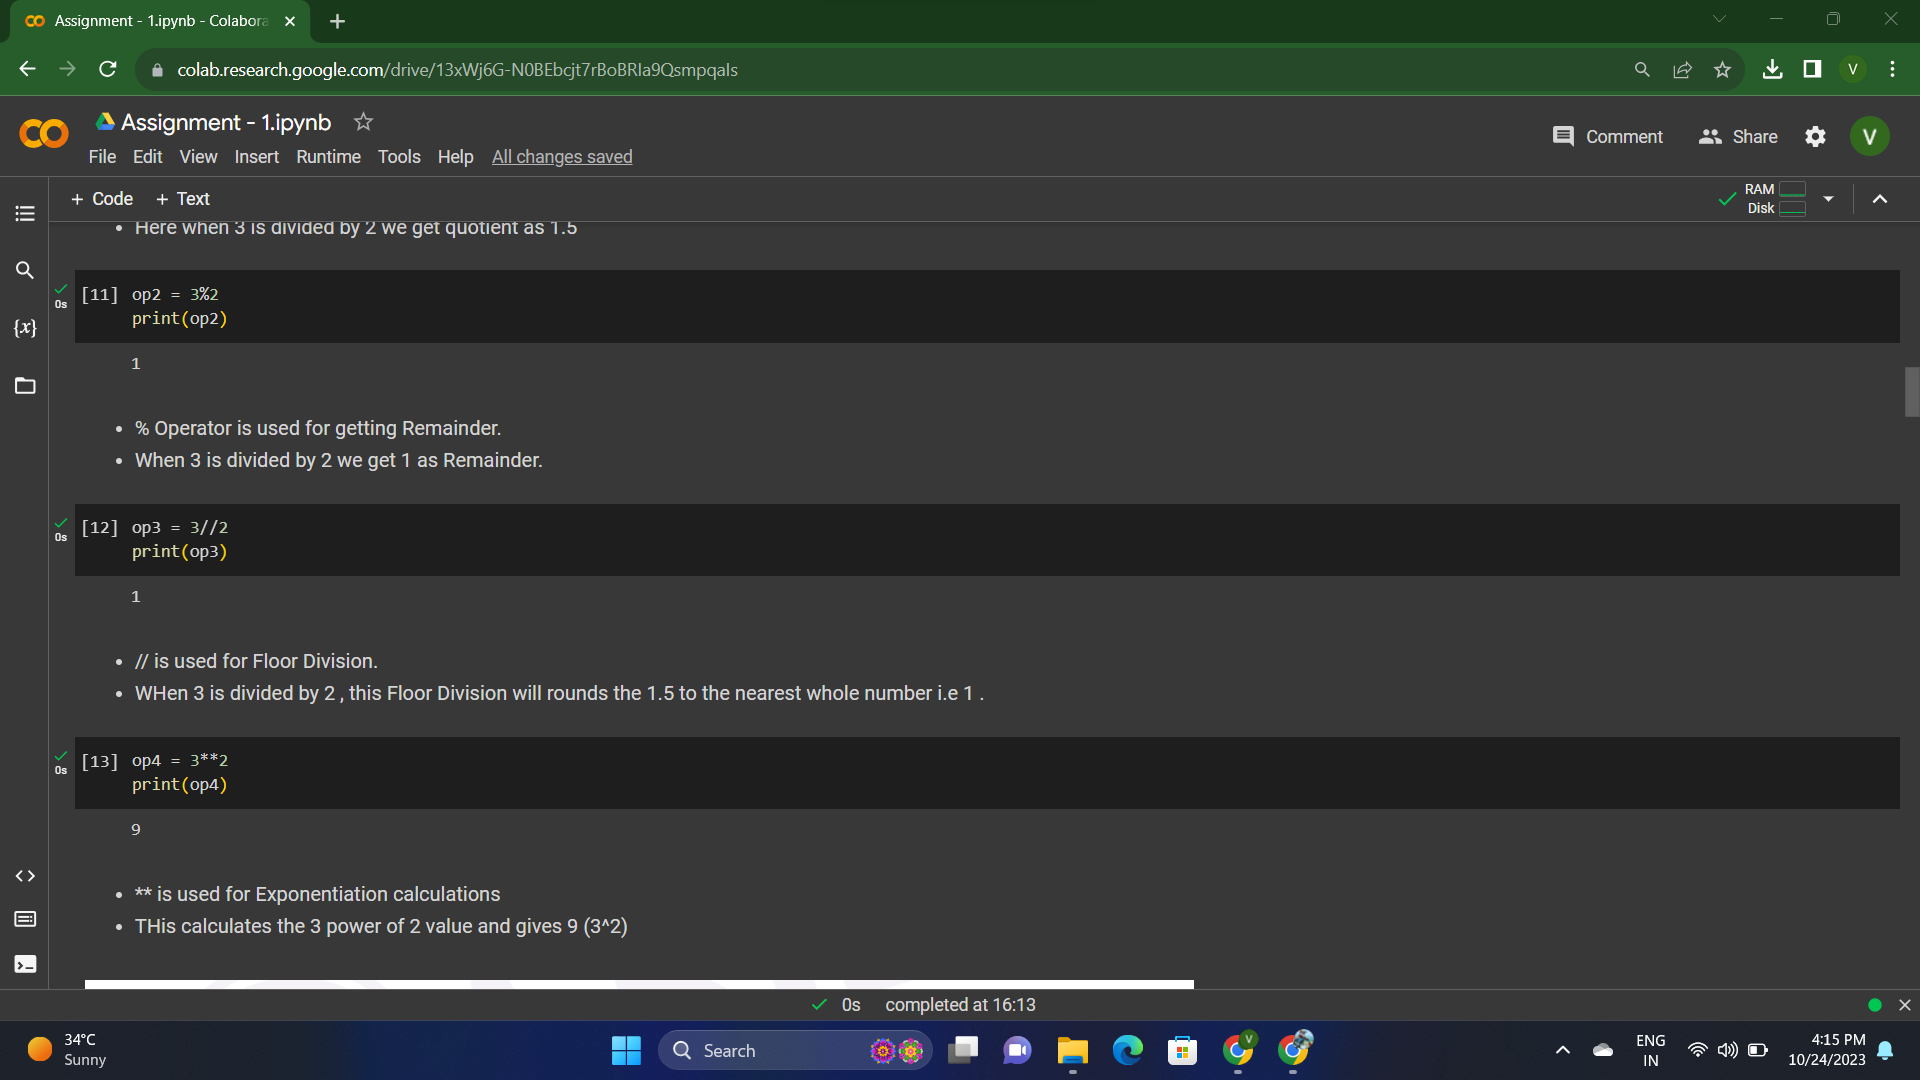 Assignment - 1.ipynb - Colabora
colab.research.google.com/drive/13xWj6G-N0BEbcjt7rBoBRIa9Qsmpqals
V
Assignment - 1.ipynb
Comment
Share
V
File Edit View Insert Runtime Tools Help All changes saved
+ Code + Text
RAM
Disk
• Here when 3 is divided by 2 we get quotient as 1.5
{x}
0s
[11] op2 = 3%2
print(op2)
1
• % Operator is used for getting Remainder.
• When 3 is divided by 2 we get 1 as Remainder.
0s
[12] op3 = 3//2
print(op3)
1
• // is used for Floor Division.
• WHen 3 is divided by 2 , this Floor Division will rounds the 1.5 to the nearest whole number i.e 1 .
0s
[13] op4 = 3**2
print(op4)
9
• ** is used for Exponentiation calculations
• THis calculates the 3 power of 2 value and gives 9 (3^2)
0s completed at 16:13
34°C
Sunny
Search
V
ENG
IN
4:15 PM
10/24/2023